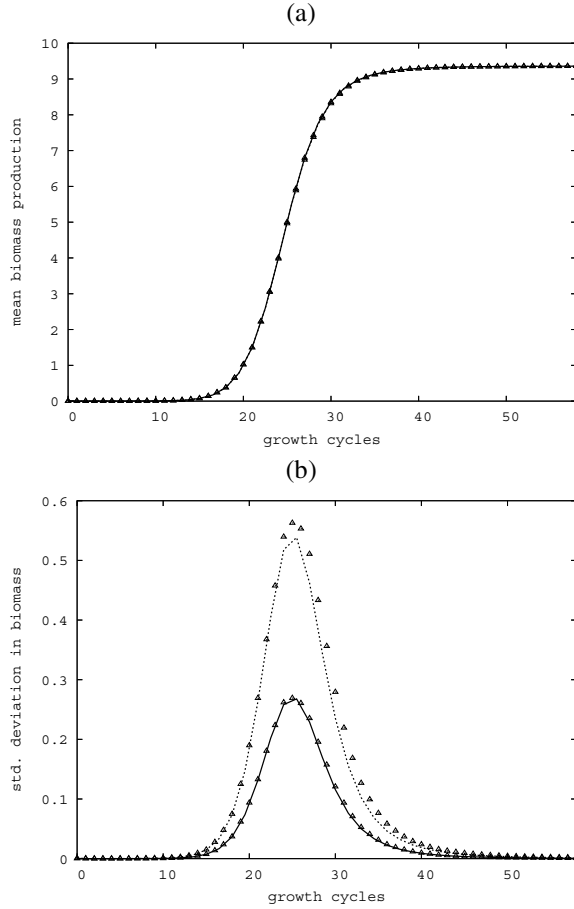 (a)
10
9
8
7
6
5
4
3
2
1
0
mean biomass production
0 10 20 30 40 50
growth cycles
(b)
0.6
0.5
0.4
0.3
0.2
0.1
0
std. deviation in biomass
0 10 20 30 40 50
growth cycles